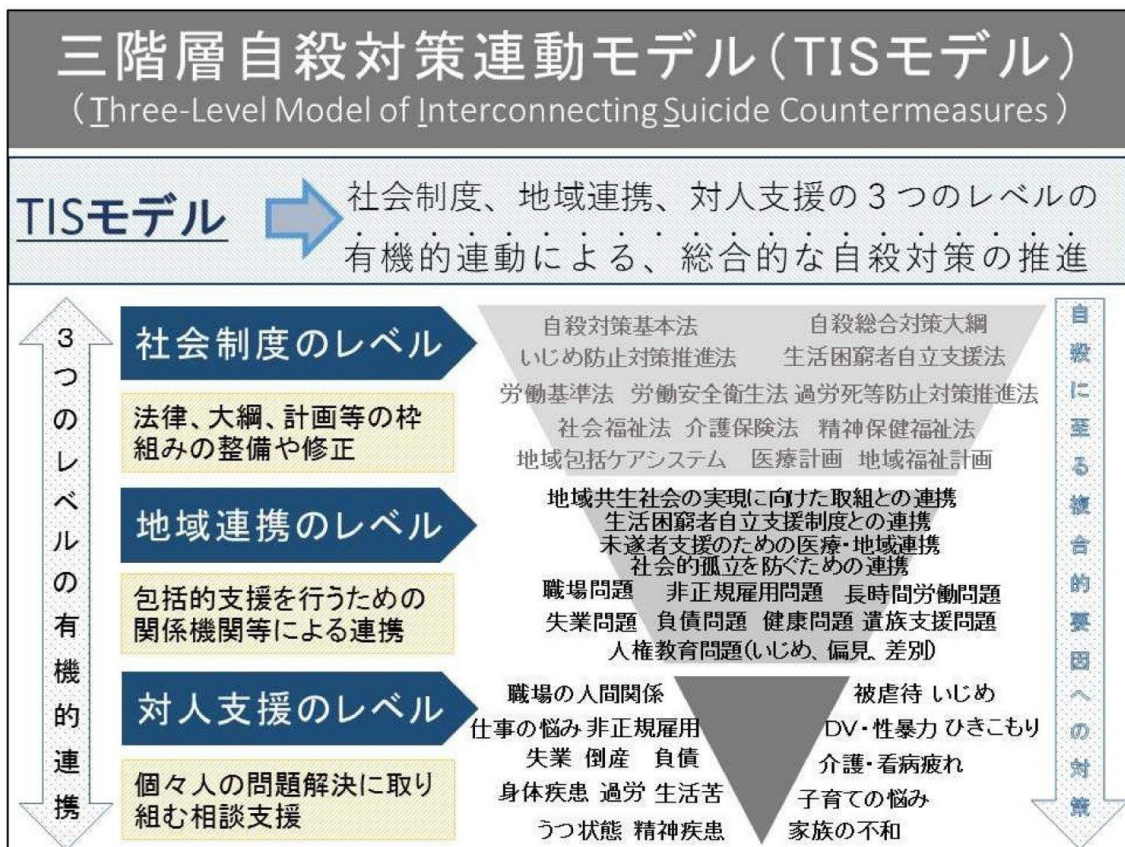 三階層自殺対策連動モデル(TISモデル)
(Three-Level Model of Interconnecting Suicide Countermeasures)
TISモデル
社会制度、地域連携、対人支援の3つのレベルの
有機的連動による、総合的な自殺対策の推進
3つのレベルの有機的連携
社会制度のレベル
法律、大綱、計画等の枠
組みの整備や修正
自殺対策基本法 自殺総合対策大綱
いじめ防止対策推進法 生活困窮者自立支援法
労働基準法 労働安全衛生法 過労死等防止対策推進法
社会福祉法 介護保険法 精神保健福祉法
地域包括ケアシステム 医療計画 地域福祉計画
地域連携のレベル
包括的支援を行うための
関係機関等による連携
地域共生社会の実現に向けた取組との連携
生活困窮者自立支援制度との連携
未遂者支援のための医療・地域連携
社会的孤立を防ぐための連携
職場問題 非正規雇用問題 長時間労働問題
失業問題 負債問題 健康問題 遺族支援問題
人権教育問題(いじめ、偏見、差別)
対人支援のレベル
個々人の問題解決に取り
組む相談支援
職場の人間関係 被虐待 いじめ
仕事の悩み 非正規雇用 DV・性暴力 ひきこもり
失業 倒産 負債 介護・看病疲れ
身体疾患 過労 生活苦 子育ての悩み
うつ状態 精神疾患 家族の不和
自殺に至る複合的要因への対策